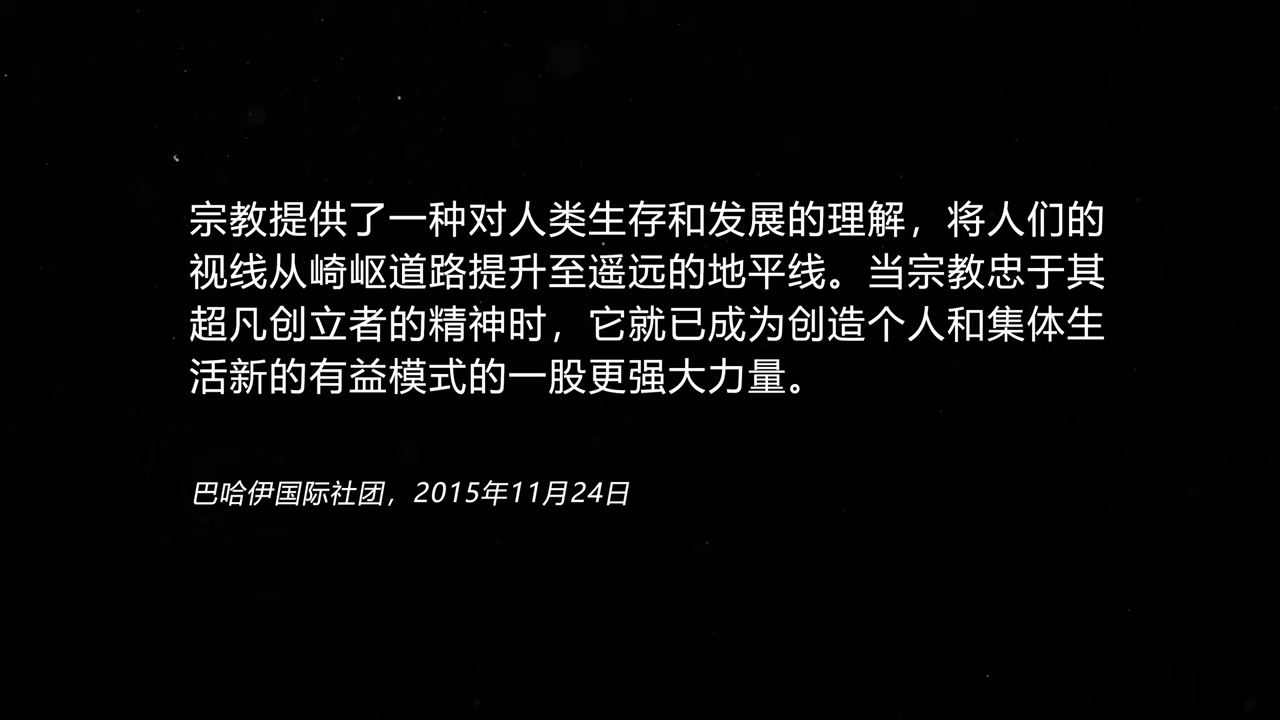 宗教提供了一种对人类生存和发展的理解，将人们的
视线从崎岖道路提升至遥远的地平线。当宗教忠于其
超凡创立者的精神时，它就已成为创造个人和集体生
活新的有益模式的一股更强大力量。
巴哈伊国际社团，2015年11月24日